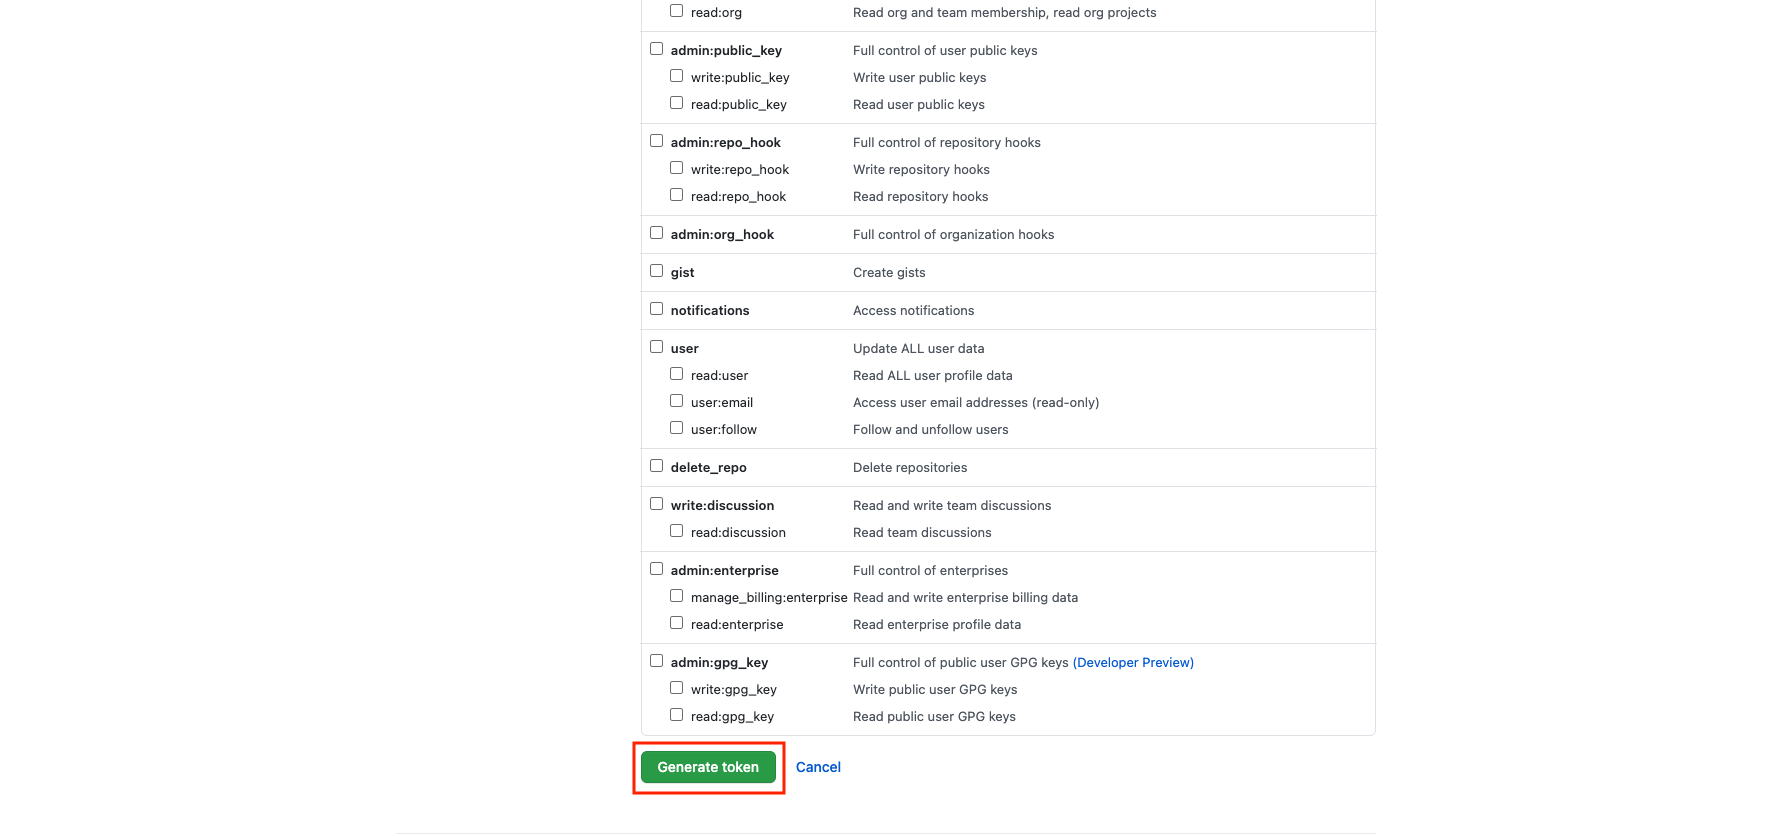 read:org Read org and team membership, read org projects
admin:public_key Full control of user public keys
write:public_key Write user public keys
read:public_key Read user public keys
admin:repo_hook Full control of repository hooks
write:repo_hook Write repository hooks
read:repo_hook Read repository hooks
admin:org_hook Full control of organization hooks
gist Create gists
notifications Access notifications
user Update ALL user data
read:user Read ALL user profile data
user:email Access user email addresses (read-only)
user:follow Follow and unfollow users
delete_repo Delete repositories
write:discussion Read and write team discussions
read:discussion Read team discussions
admin:enterprise Full control of enterprises
manage_billing:enterprise Read and write enterprise billing data
read:enterprise Read enterprise profile data
admin:gpg_key Full control of public user GPG keys (Developer Preview)
write:gpg_key Write public user GPG keys
read:gpg_key Read public user GPG keys
Generate token Cancel